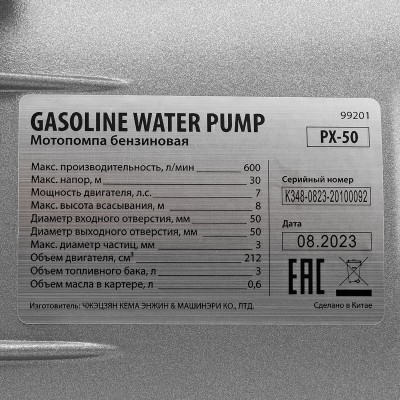 99201
GASOLINE WATER PUMP
Мотопомпа бензиновая
PX-50
Макс. производительность, л/мин 600
Макс. напор, м 30
Мощность двигателя, л.с. 7
Макс. высота всасывания, м 8
Диаметр входного отверстия, мм 50
Диаметр выходного отверстия, мм 50
Макс. диаметр частиц, мм 3
Объем двигателя, см³ 212
Объем топливного бака, л 3
Объем масла в картере, л 0,6
Серийный номер
K348-0823-20100092
Дата
08.2023
EAC
Изготовитель: ЧЖЭЦЗЯН КЕМА ЭНЖИН & МАШИНЭРИ КО., ЛТД.
Сделано в Китае